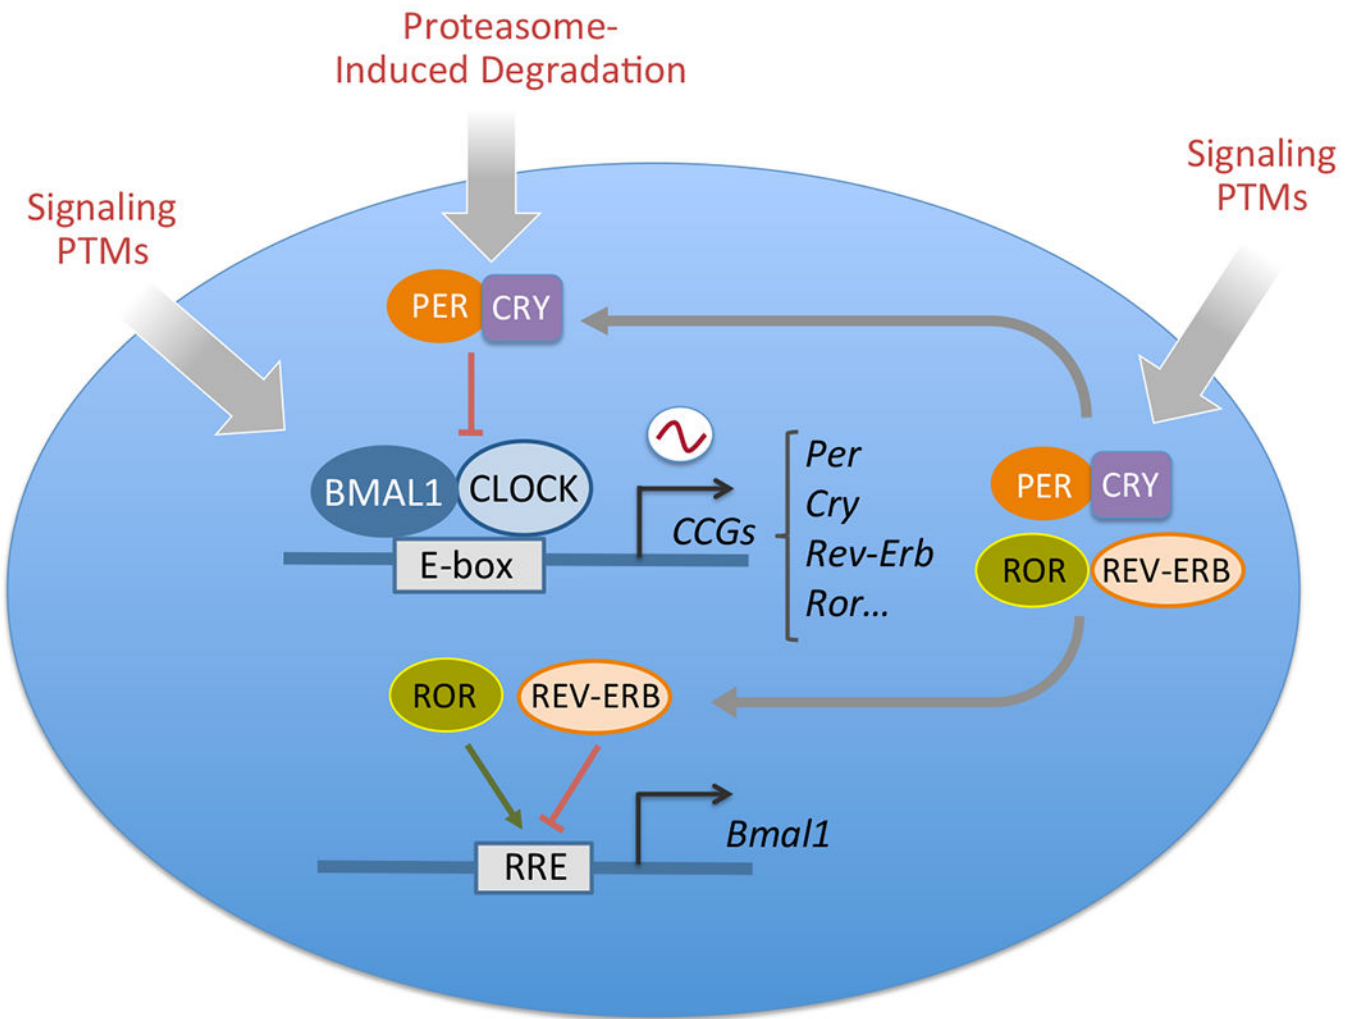 Proteasome-
Induced Degradation
Signaling
PTMs
Signaling
PTMs
PER
CRY
BMAL1
CLOCK
E-box
CCGs
Per
Cry
Rev-Erb
Ror...
PER
CRY
ROR
REV-ERB
ROR
REV-ERB
RRE
Bmal1